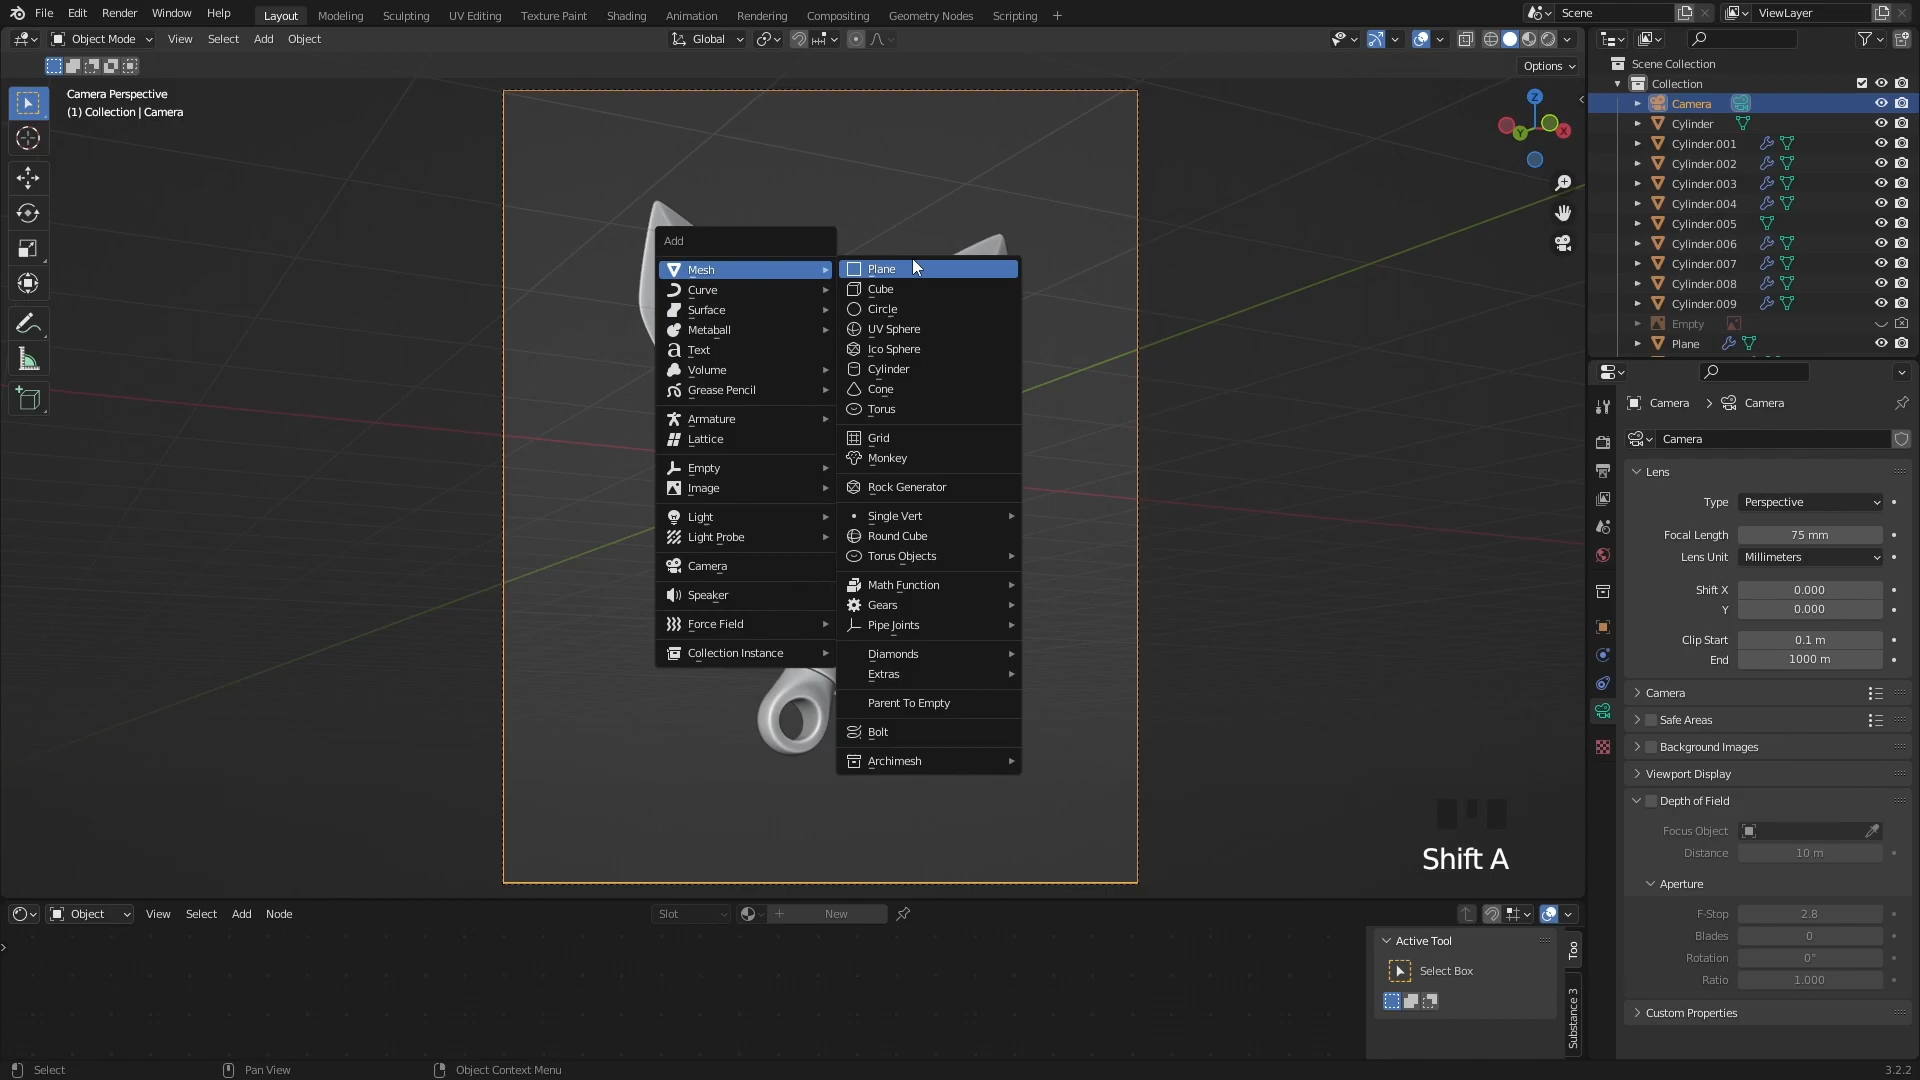 File Edit Render Window Help Layout Modeling Sculpting UV Editing Texture Paint Shading Animation Rendering Compositing Geometry Nodes Scripting + Scene ViewLayer
Object Mode View Select Add Object Global
Options
Camera Perspective
(1) Collection | Camera
Scene Collection
Collection
Camera
Cylinder
Cylinder.001
Cylinder.002
Cylinder.003
Cylinder.004
Cylinder.005
Cylinder.006
Cylinder.007
Cylinder.008
Cylinder.009
Empty
Plane
Z
Y
X
Add
Mesh
Curve
Surface
Metaball
Text
Volume
Grease Pencil
Armature
Lattice
Empty
Image
Light
Light Probe
Camera
Speaker
Force Field
Collection Instance
Plane
Cube
Circle
UV Sphere
Ico Sphere
Cylinder
Cone
Torus
Grid
Monkey
Rock Generator
Single Vert
Round Cube
Torus Objects
Math Function
Gears
Pipe Joints
Diamonds
Extras
Parent To Empty
Bolt
Archimesh
Shift A
Camera > Camera
Camera
Lens
Type Perspective
Focal Length 75 mm
Lens Unit Millimeters
Shift X 0.000
Y 0.000
Clip Start 0.1 m
End 1000 m
Camera
Safe Areas
Background Images
Viewport Display
Depth of Field
Focus Object
Distance 10 m
Aperture
F-Stop 2.8
Blades 0
Rotation 0°
Ratio 1.000
Custom Properties
Object View Select Add Node Slot New
Active Tool
Select Box
Too
Substance 3
Select Pan View Object Context Menu 3.2.2